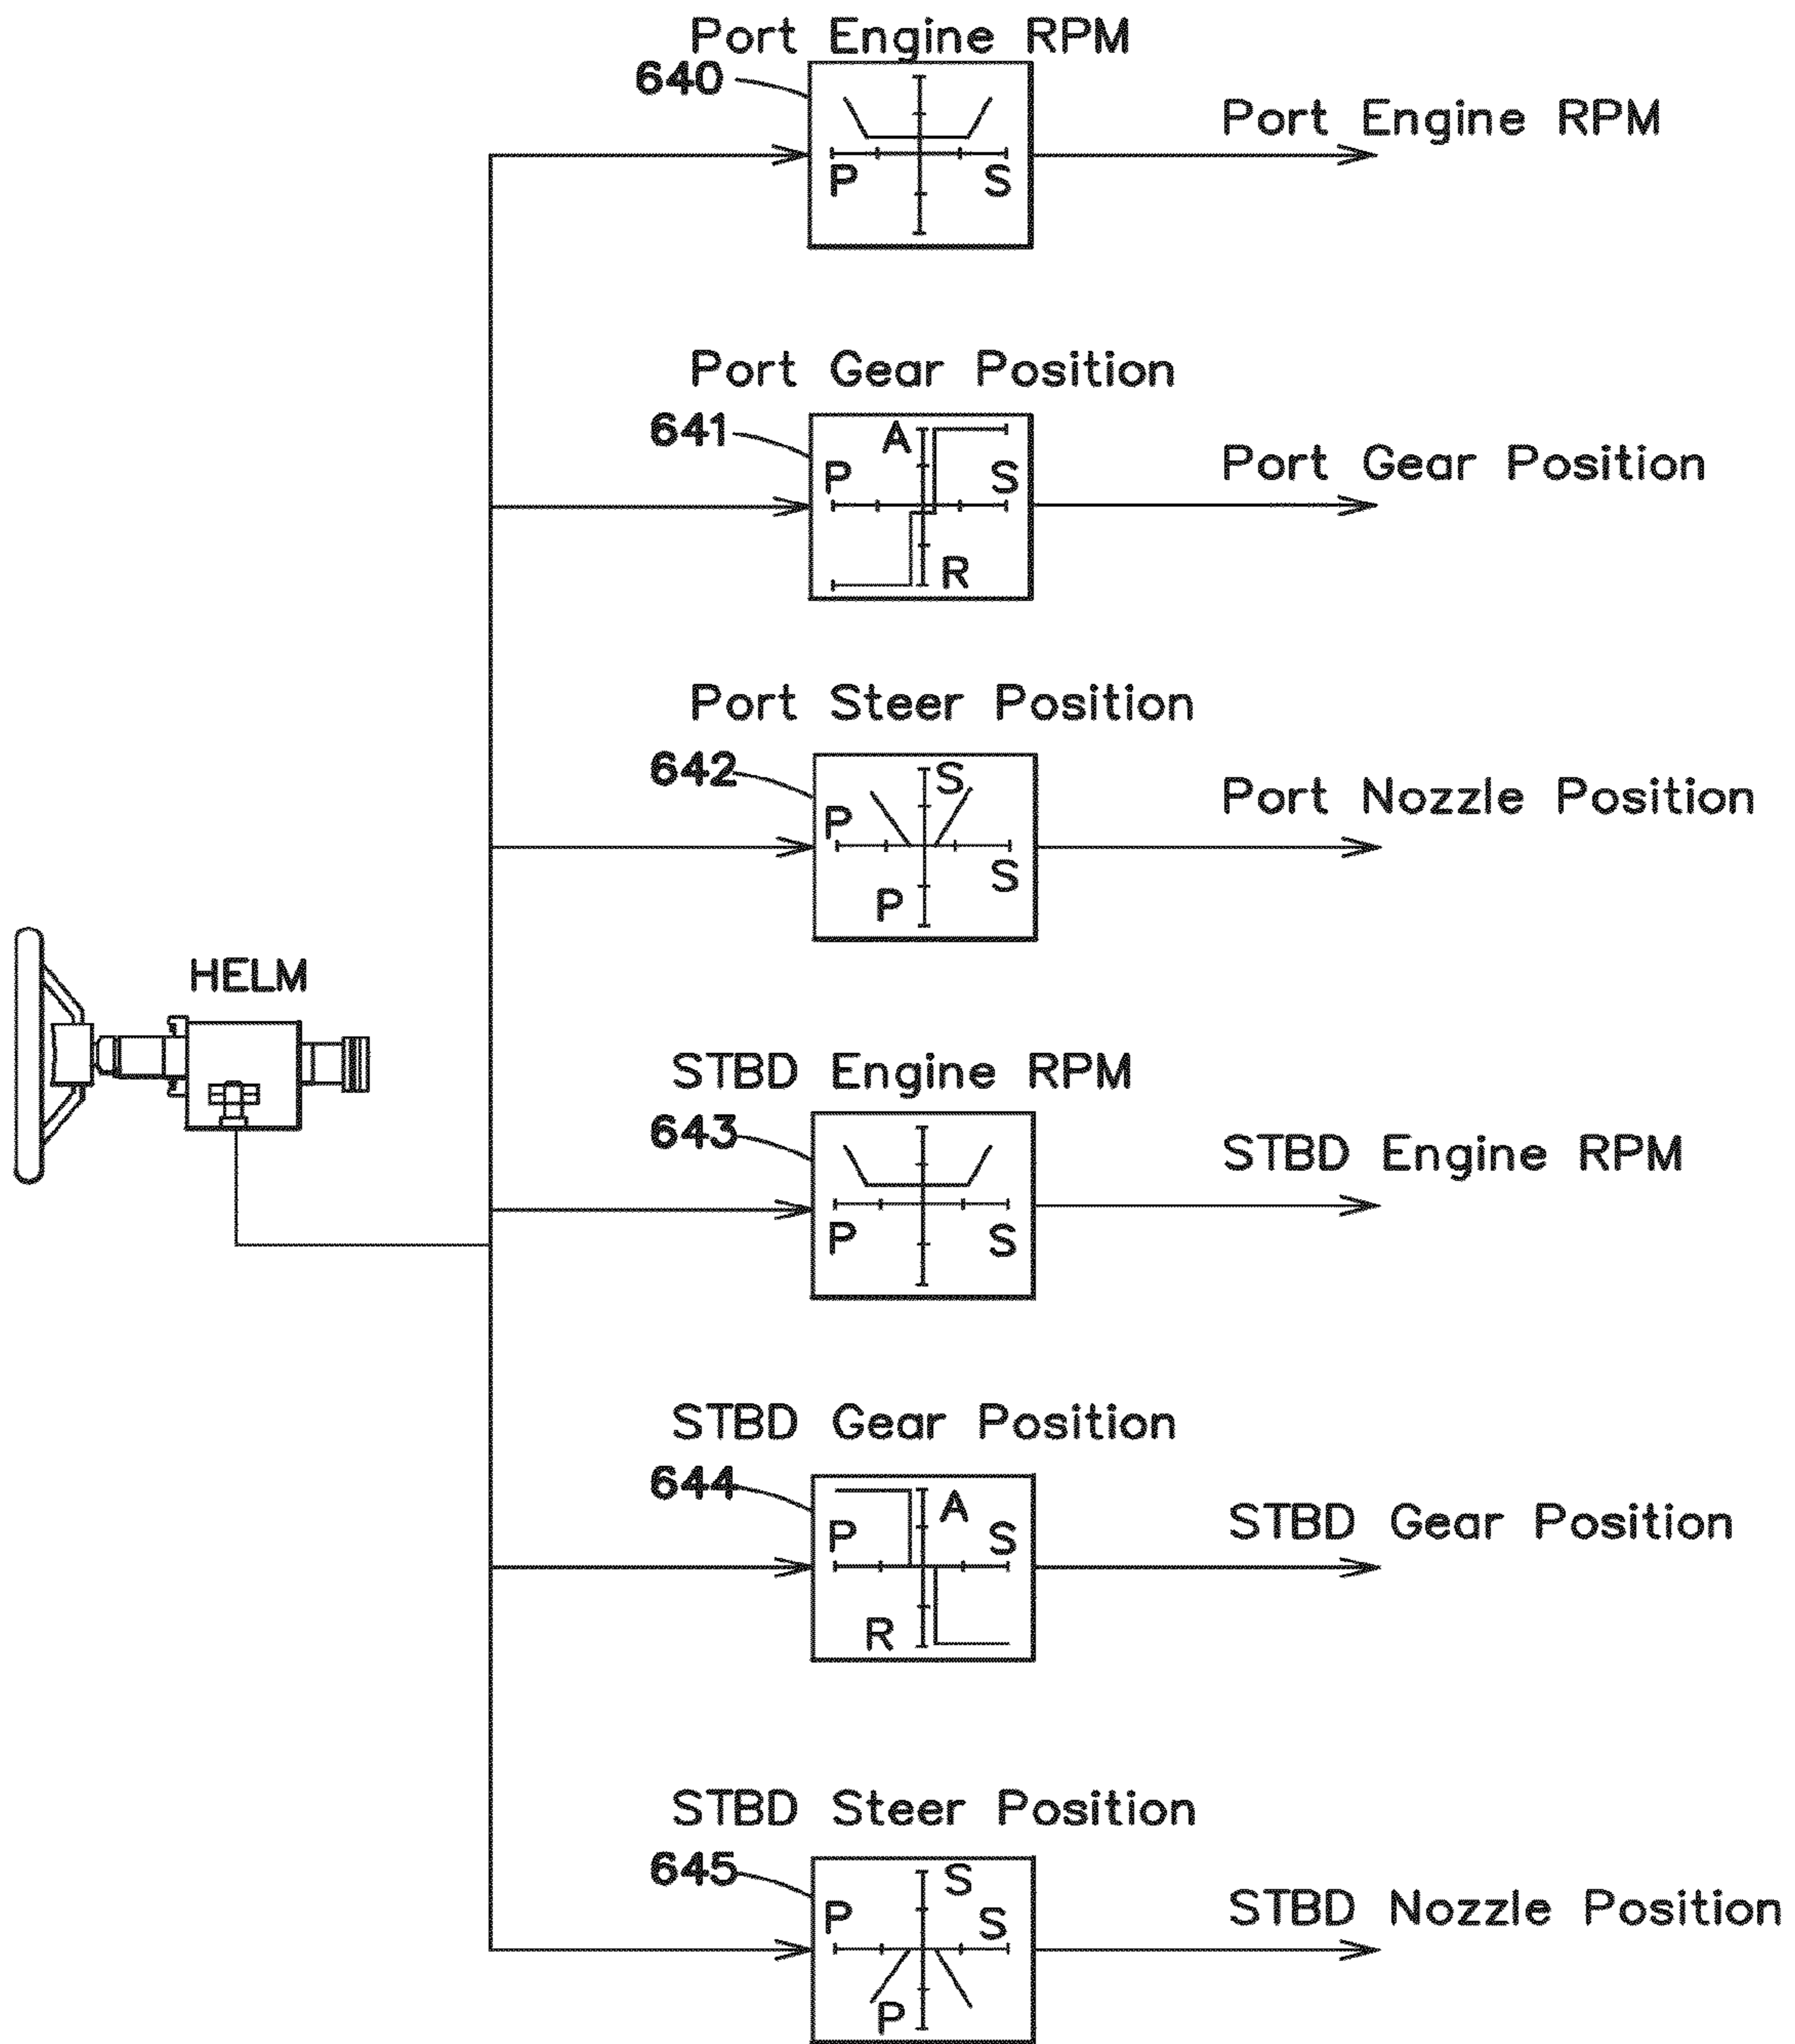 Port Engine RPM
640
P S
Port Engine RPM
Port Gear Position
641
A
P S
R
Port Gear Position
Port Steer Position
642
S
P
S
P
Port Nozzle Position
HELM
STBD Engine RPM
643
P S
STBD Engine RPM
STBD Gear Position
644
A
P S
R
STBD Gear Position
STBD Steer Position
645
S
P S
P
STBD Nozzle Position